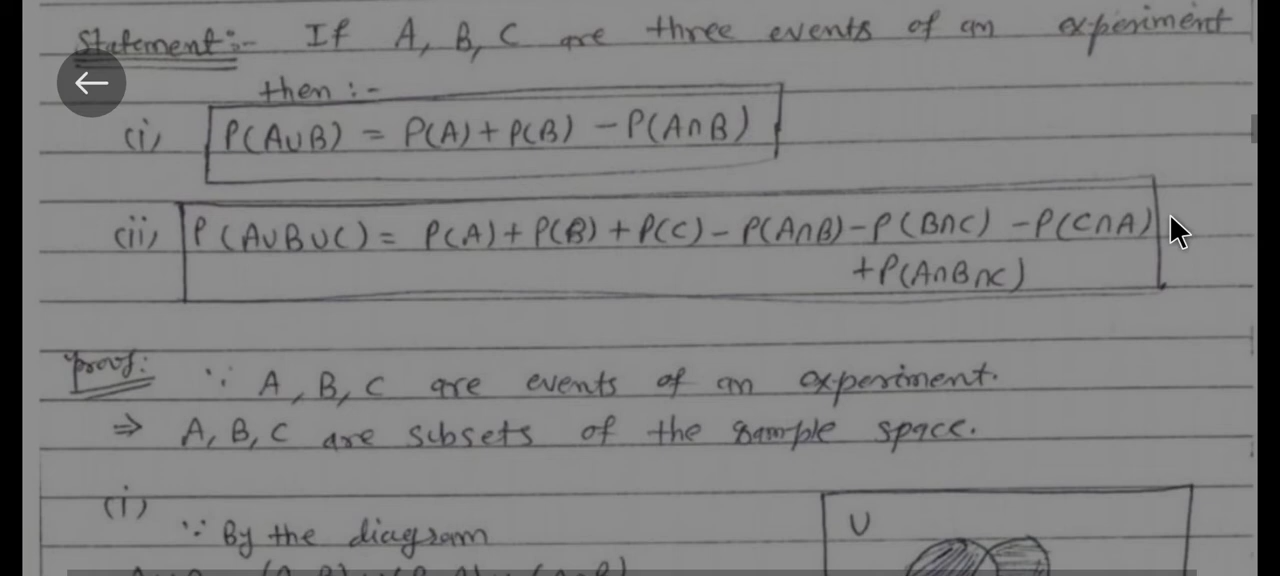 Statement:- If A, B, C are three events of an experiment
then :-
(i) P(A∪B) = P(A) + P(B) - P(A∩B)
(ii) P(A∪B∪C) = P(A) + P(B) + P(C) - P(A∩B) - P(B∩C) - P(C∩A)
+ P(A∩B∩C)
Proof: ∵ A, B, C are events of an experiment.
⇒ A, B, C are subsets of the sample space.
(i)
∵ By the diagram
U